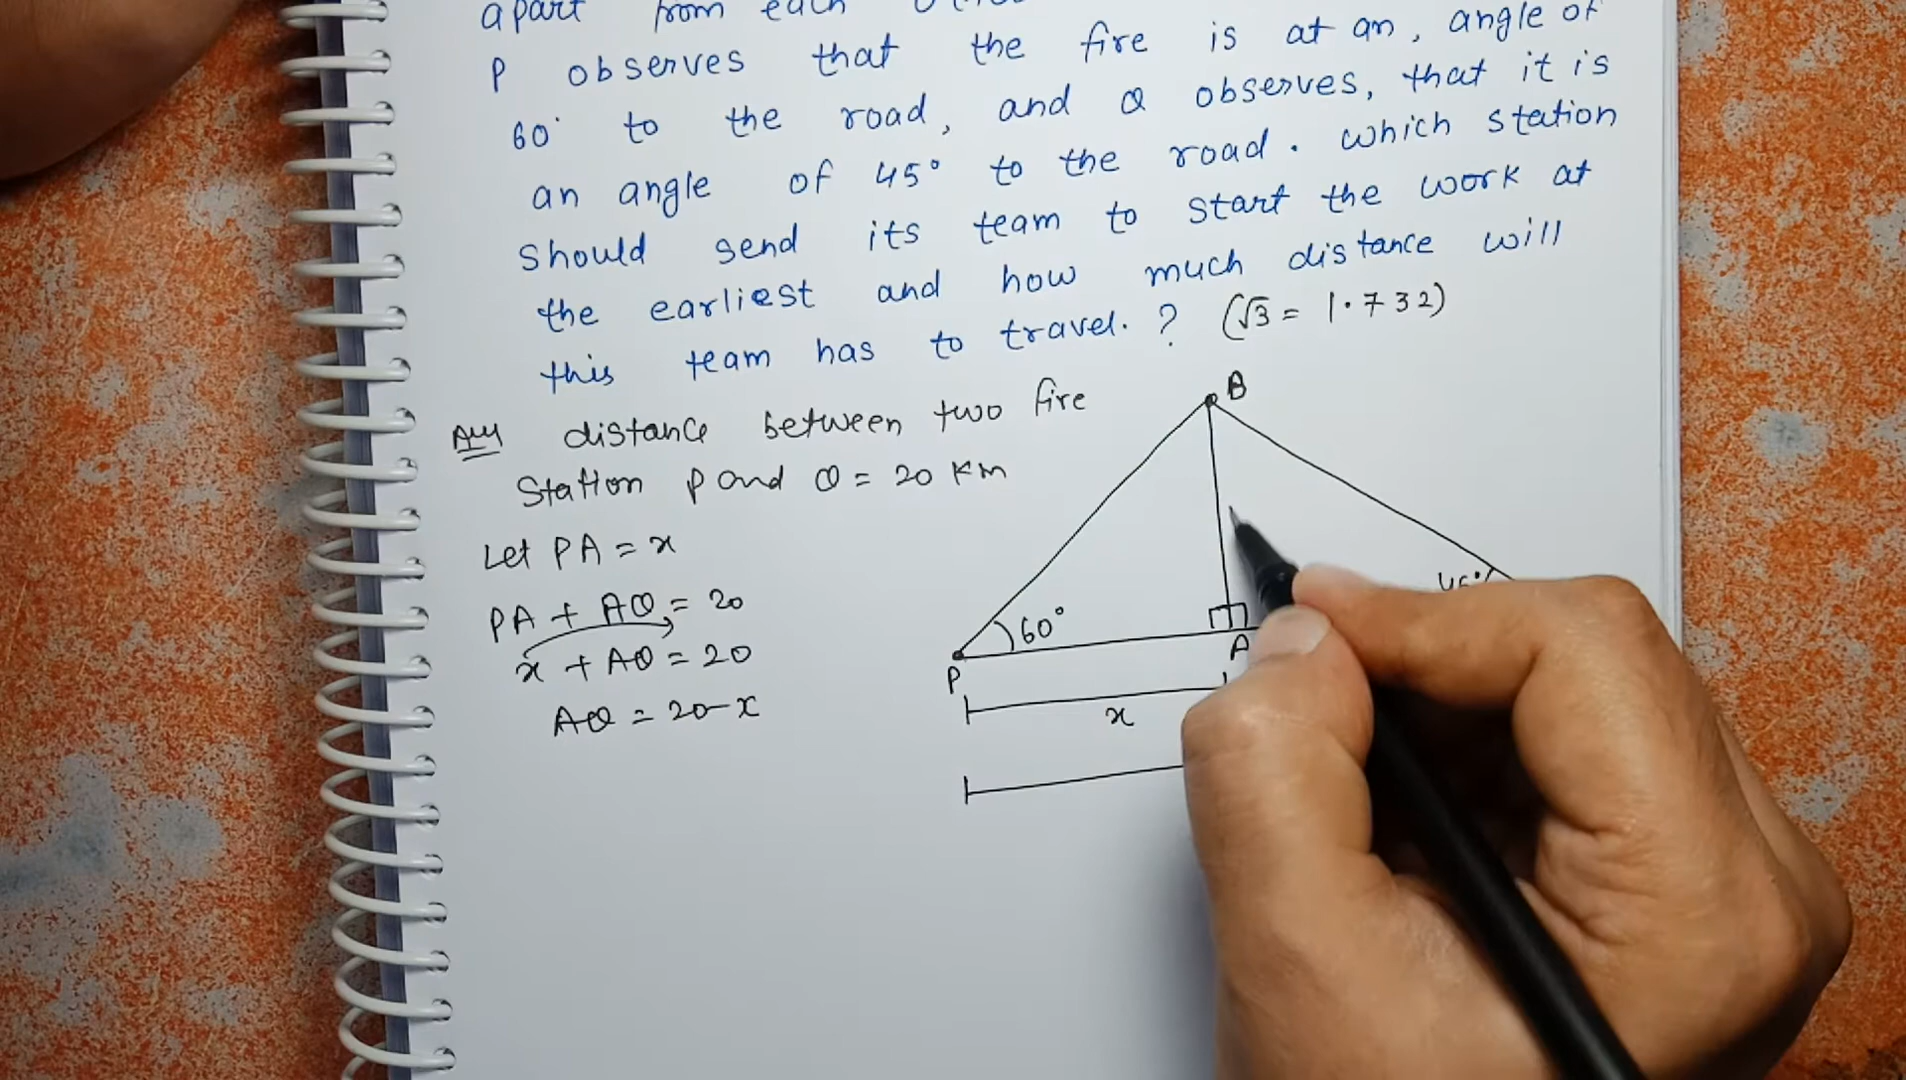 apart from each
P observes that the fire is at an, angle of
60° to the road, and Q observes, that it is
an angle of 45° to the road. which station
should send its team to start the work at
the earliest and how much distance will
this team has to travel. ? (√3 = 1.732)
Ans distance between two fire
Station P and Q = 20 Km
Let PA = x
PA + AQ = 20
x + AQ = 20
AQ = 20-x
B
45°
60°
P
A
x